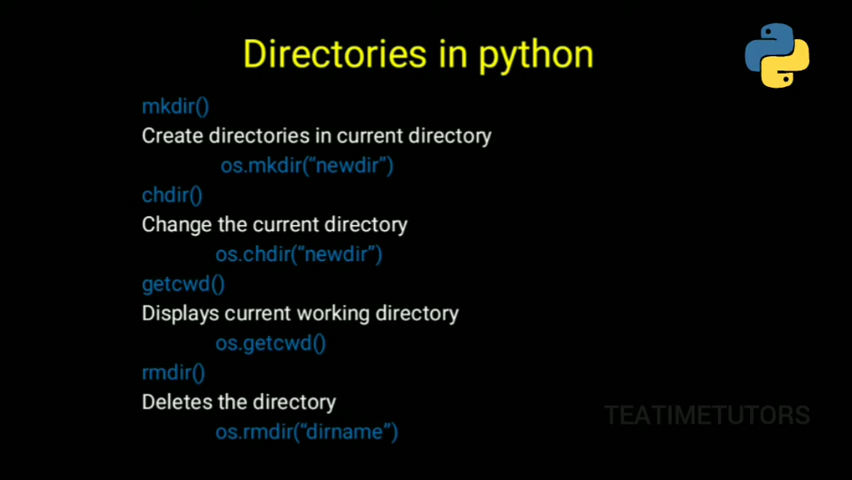 Directories in python
mkdir()
Create directories in current directory
os.mkdir(“newdir”)
chdir()
Change the current directory
os.chdir(“newdir”)
getcwd()
Displays current working directory
os.getcwd()
rmdir()
Deletes the directory
os.rmdir(“dirname”)
TEATIMETUTORS